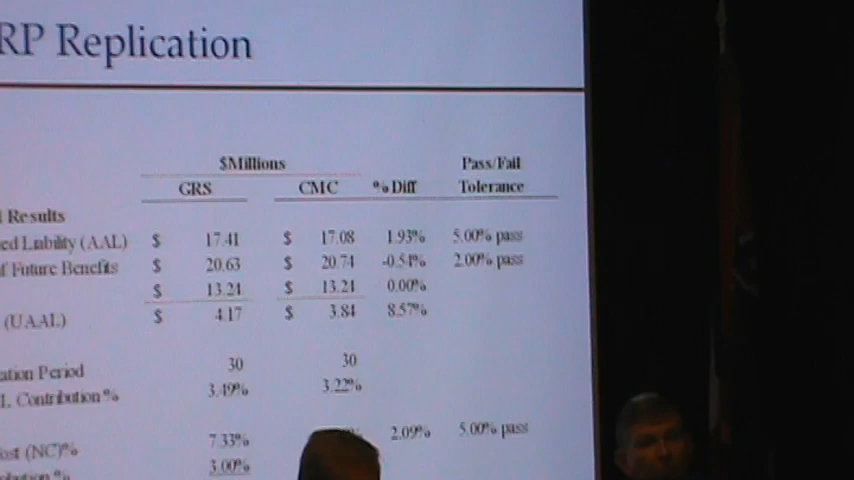 RP Replication
$Millions Pass/Fail
GRS CMC % Diff Tolerance
Results
ed Liability (AAL) $ 17.41 $ 17.08 1.93% 5.00% pass
f Future Benefits $ 20.63 $ 20.74 -0.54% 2.00% pass
$ 13.24 $ 13.24 0.00%
(UAAL) $ 4.17 $ 3.84 8.57%
ation Period 30 30
Contribution % 3.49% 3.22%
ost (NC)% 7.33% 2.09% 5.00% pass
3.00%